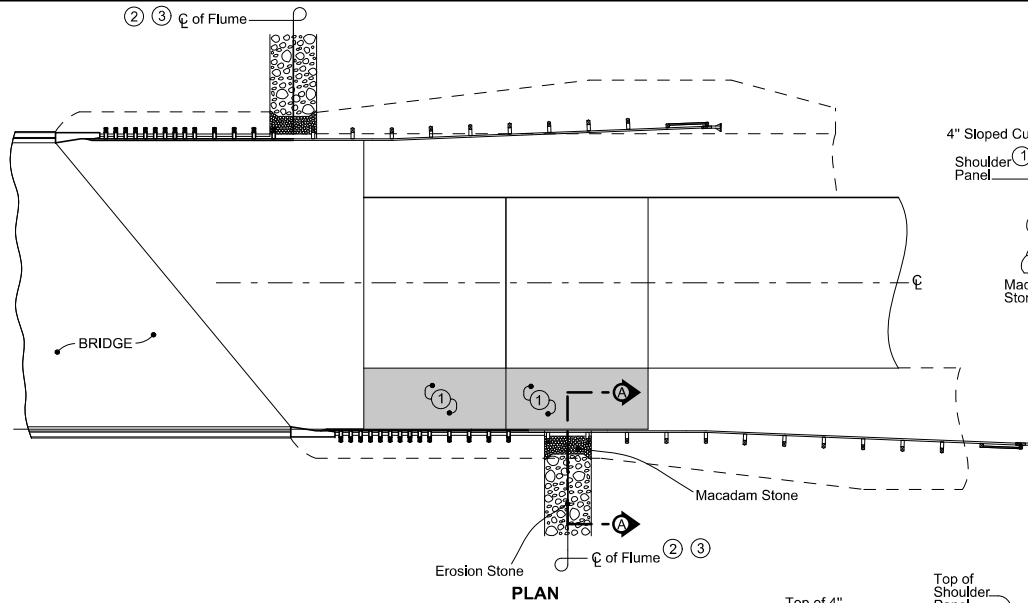 ② ③ ℄ of Flume
4" Sloped Cu
Shoulder ①
Panel
Mac
Ston
℄
BRIDGE
① ① A
Macadam Stone
A
Erosion Stone
℄ of Flume ② ③
PLAN
Top of 4"
Top of
Shoulder
Panel